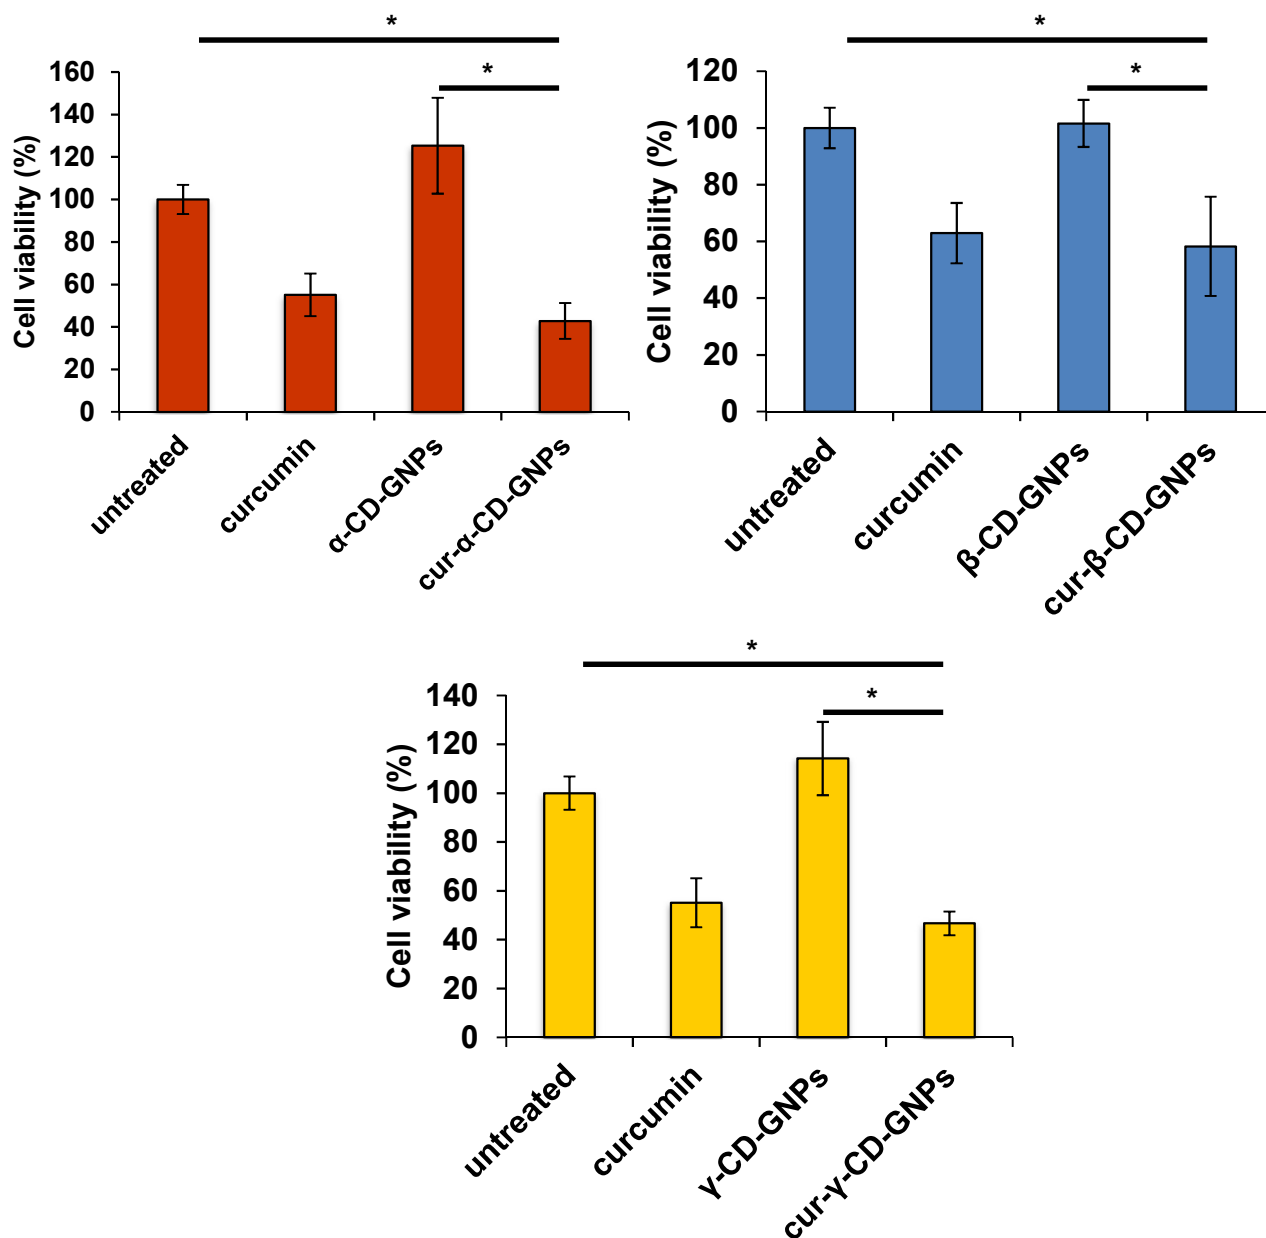 *
*
Cell viability (%)
160
140
120
100
80
60
40
20
0
untreated
curcumin
α-CD-GNPs
cur-α-CD-GNPs
*
*
Cell viability (%)
120
100
80
60
40
20
0
untreated
curcumin
β-CD-GNPs
cur-β-CD-GNPs
*
*
Cell viability (%)
140
120
100
80
60
40
20
0
untreated
curcumin
γ-CD-GNPs
cur-γ-CD-GNPs